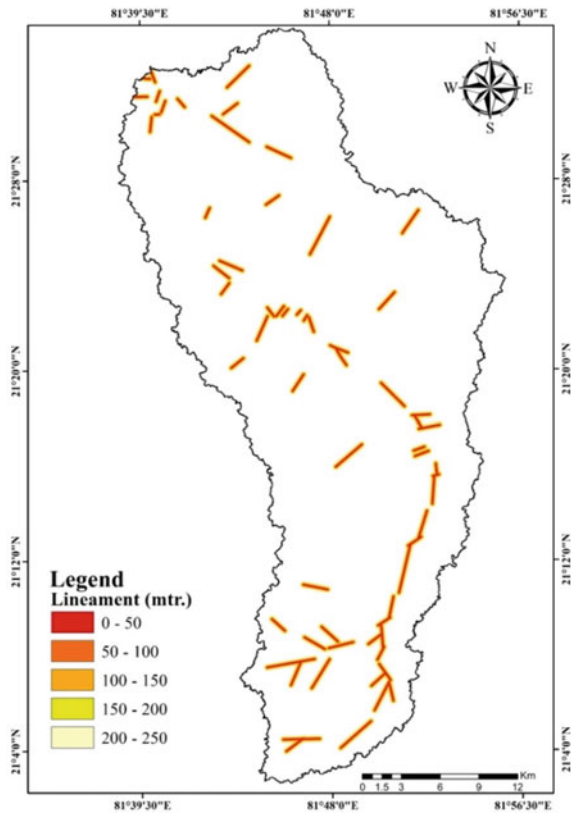 81°39'30"E 81°48'0"E 81°56'30"E
N
W E
S
21°28'0"N 21°28'0"N
21°20'0"N 21°20'0"N
21°12'0"N 21°12'0"N
Legend
Lineament (mtr.)
0 - 50
50 - 100
100 - 150
150 - 200
200 - 250
21°4'0"N 21°4'0"N
Km
0 1.5 3 6 9 12
81°39'30"E 81°48'0"E 81°56'30"E